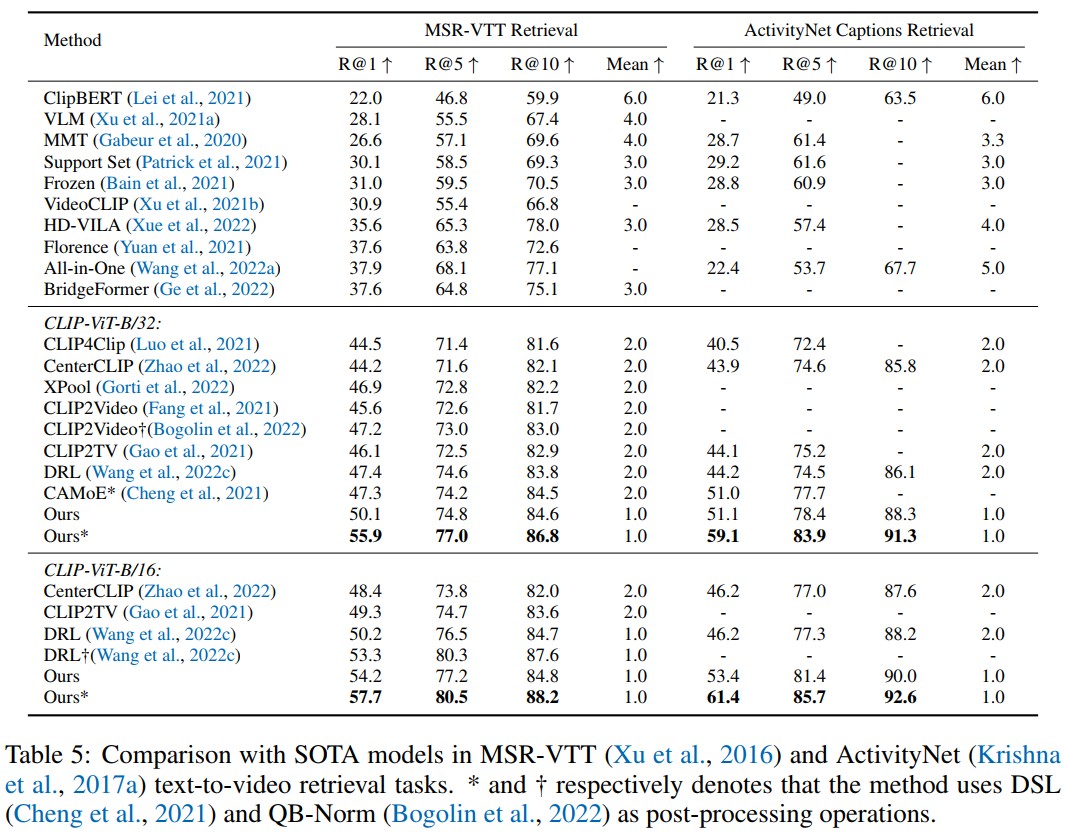 Method MSR-VTT Retrieval ActivityNet Captions Retrieval
R@1 ↑ R@5 ↑ R@10 ↑ Mean ↑ R@1 ↑ R@5 ↑ R@10 ↑ Mean ↑
ClipBERT (Lei et al., 2021) 22.0 46.8 59.9 6.0 21.3 49.0 63.5 6.0
VLM (Xu et al., 2021a) 28.1 55.5 67.4 4.0 - - - -
MMT (Gabeur et al., 2020) 26.6 57.1 69.6 4.0 28.7 61.4 - 3.3
Support Set (Patrick et al., 2021) 30.1 58.5 69.3 3.0 29.2 61.6 - 3.0
Frozen (Bain et al., 2021) 31.0 59.5 70.5 3.0 28.8 60.9 - 3.0
VideoCLIP (Xu et al., 2021b) 30.9 55.4 66.8 - - - - -
HD-VILA (Xue et al., 2022) 35.6 65.3 78.0 3.0 28.5 57.4 - 4.0
Florence (Yuan et al., 2021) 37.6 63.8 72.6 - - - - -
All-in-One (Wang et al., 2022a) 37.9 68.1 77.1 - 22.4 53.7 67.7 5.0
BridgeFormer (Ge et al., 2022) 37.6 64.8 75.1 3.0 - - - -
CLIP-ViT-B/32:
CLIP4Clip (Luo et al., 2021) 44.5 71.4 81.6 2.0 40.5 72.4 - 2.0
CenterCLIP (Zhao et al., 2022) 44.2 71.6 82.1 2.0 43.9 74.6 85.8 2.0
XPool (Gorti et al., 2022) 46.9 72.8 82.2 2.0 - - - -
CLIP2Video (Fang et al., 2021) 45.6 72.6 81.7 2.0 - - - -
CLIP2Video†(Bogolin et al., 2022) 47.2 73.0 83.0 2.0 - - - -
CLIP2TV (Gao et al., 2021) 46.1 72.5 82.9 2.0 44.1 75.2 - 2.0
DRL (Wang et al., 2022c) 47.4 74.6 83.8 2.0 44.2 74.5 86.1 2.0
CAMoE* (Cheng et al., 2021) 47.3 74.2 84.5 2.0 51.0 77.7 - -
Ours 50.1 74.8 84.6 1.0 51.1 78.4 88.3 1.0
Ours* 55.9 77.0 86.8 1.0 59.1 83.9 91.3 1.0
CLIP-ViT-B/16:
CenterCLIP (Zhao et al., 2022) 48.4 73.8 82.0 2.0 46.2 77.0 87.6 2.0
CLIP2TV (Gao et al., 2021) 49.3 74.7 83.6 2.0 - - - -
DRL (Wang et al., 2022c) 50.2 76.5 84.7 1.0 46.2 77.3 88.2 2.0
DRL†(Wang et al., 2022c) 53.3 80.3 87.6 1.0 - - - -
Ours 54.2 77.2 84.8 1.0 53.4 81.4 90.0 1.0
Ours* 57.7 80.5 88.2 1.0 61.4 85.7 92.6 1.0
Table 5: Comparison with SOTA models in MSR-VTT (Xu et al., 2016) and ActivityNet (Krishna
et al., 2017a) text-to-video retrieval tasks. * and † respectively denotes that the method uses DSL
(Cheng et al., 2021) and QB-Norm (Bogolin et al., 2022) as post-processing operations.